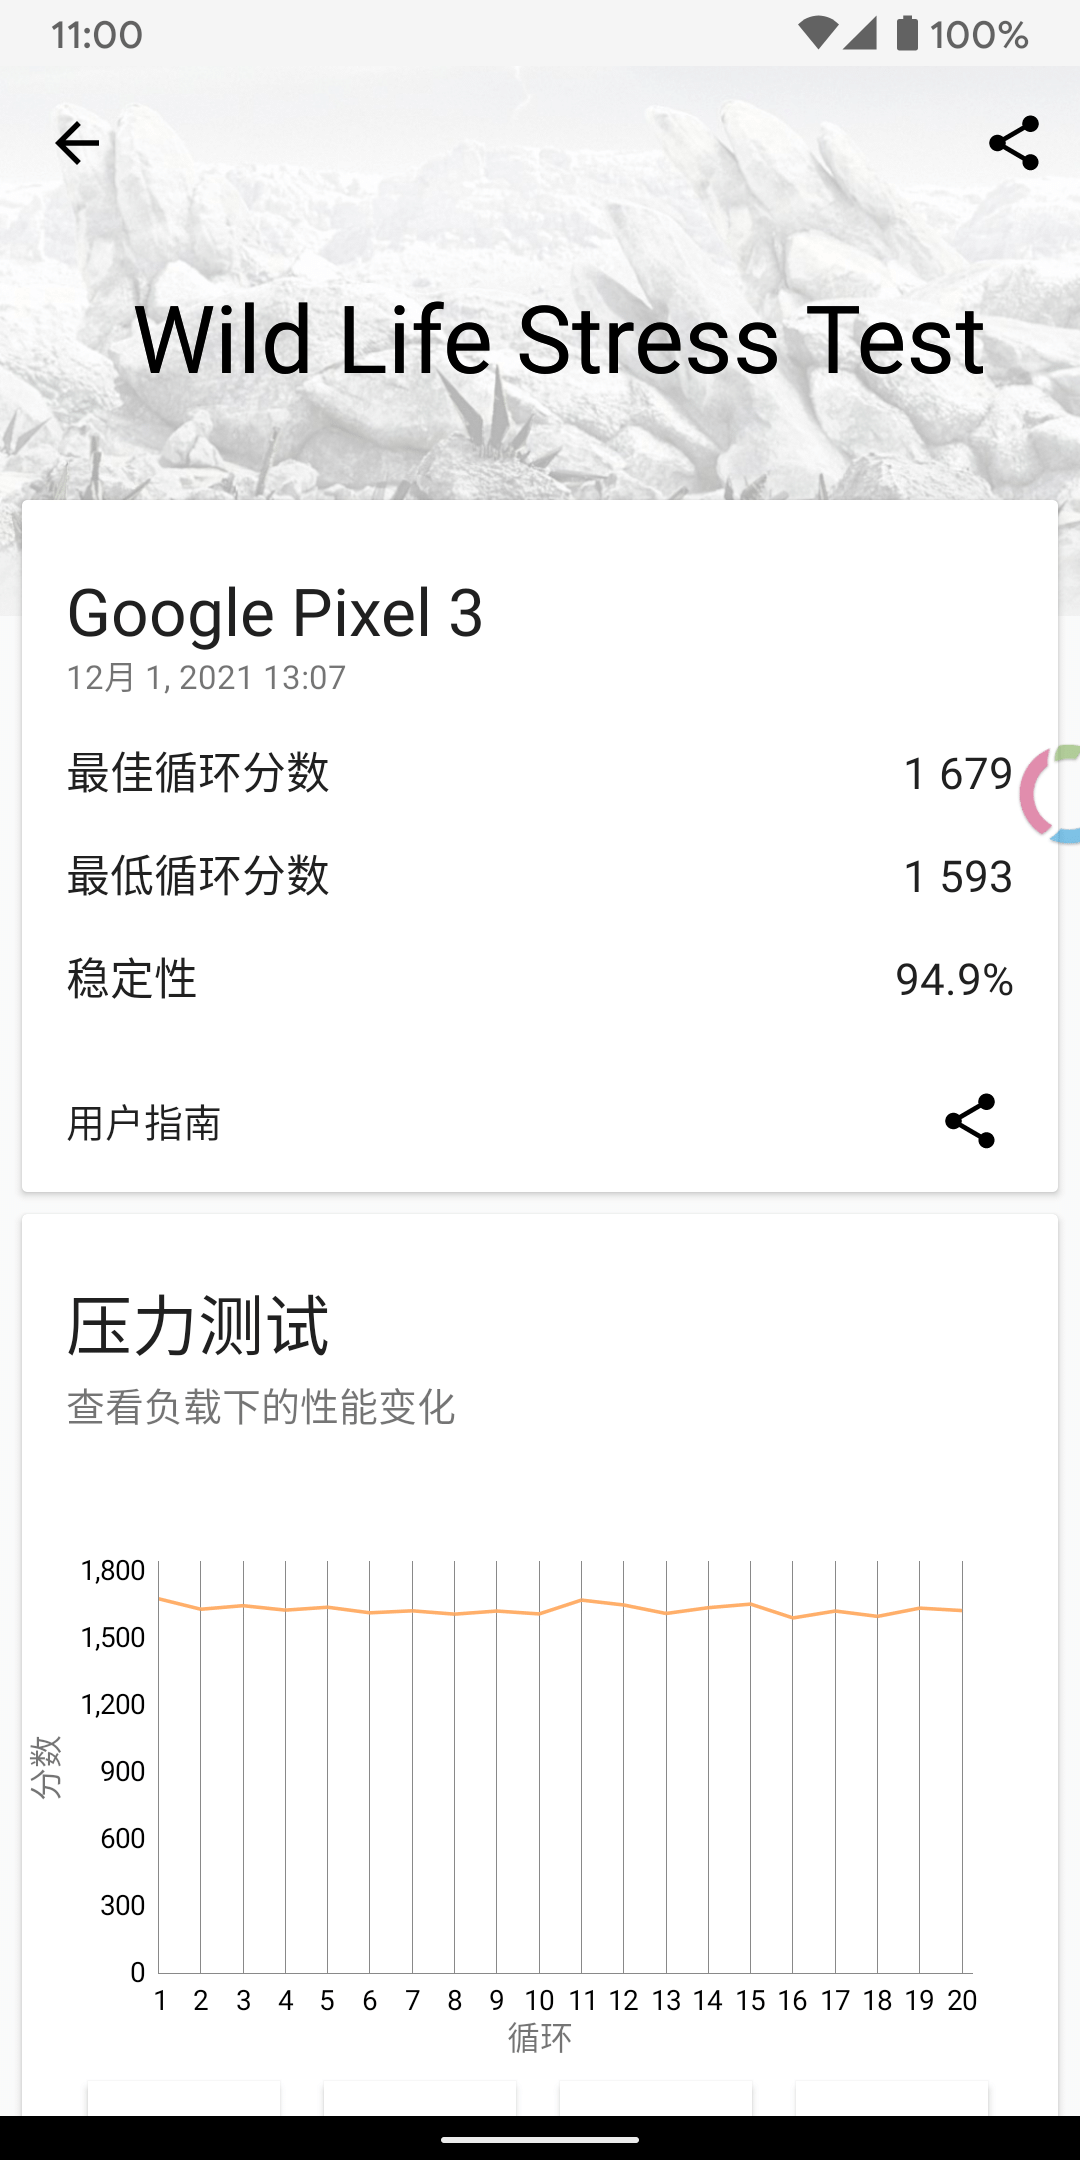 11:00 100%
Wild Life Stress Test
Google Pixel 3
12月 1, 2021 13:07
最佳循环分数 1 679
最低循环分数 1 593
稳定性 94.9%
用户指南
压力测试
查看负载下的性能变化
1,800
1,500
1,200
900
600
300
0
分数
1 2 3 4 5 6 7 8 9 10 11 12 13 14 15 16 17 18 19 20
循环